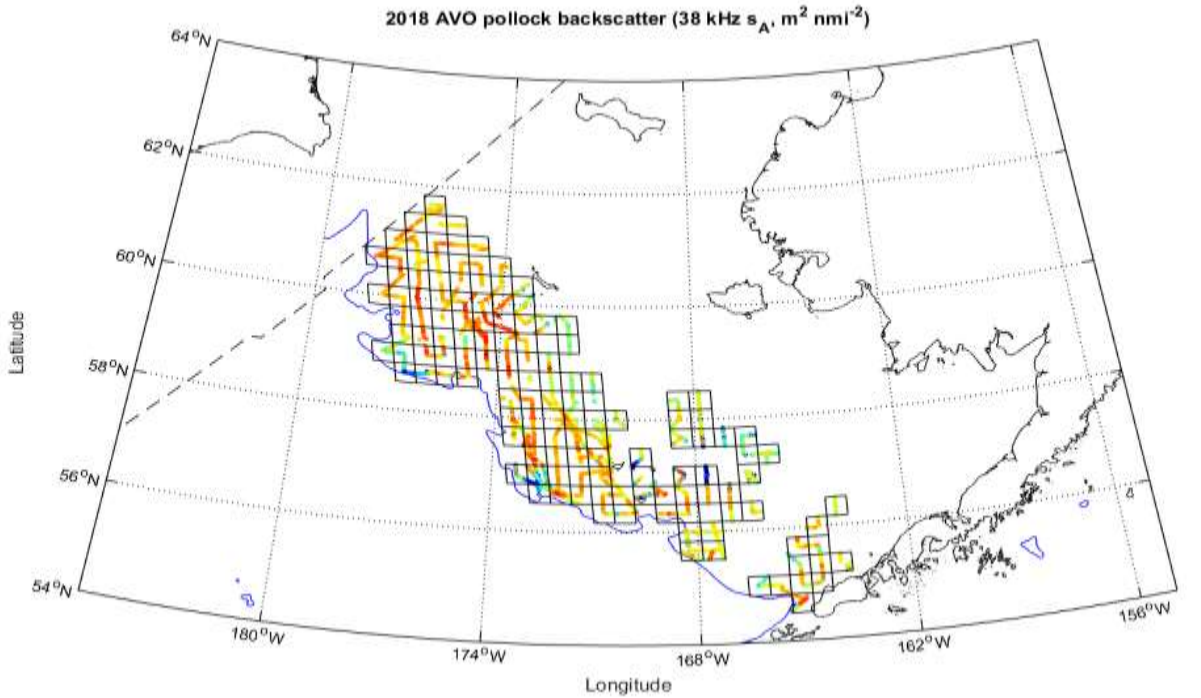 2018 AVO pollock backscatter (38 kHz s_A, m² nmi⁻²)
64°N
62°N
60°N
58°N
56°N
54°N
Latitude
180°W
174°W
168°W
162°W
156°W
Longitude